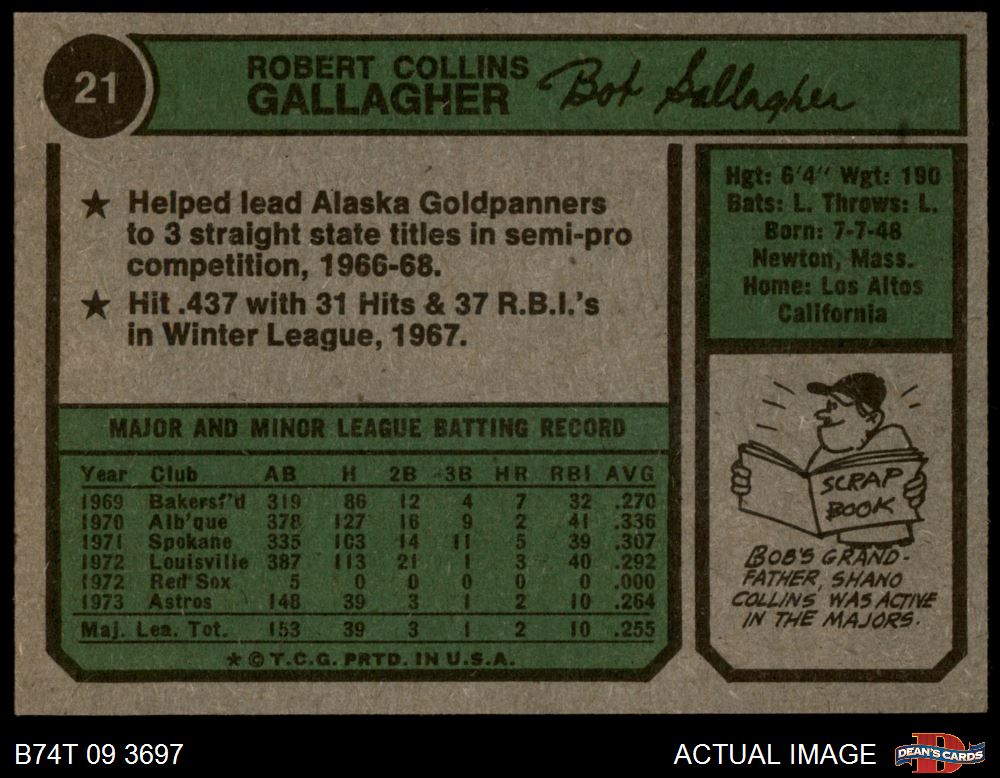 21
ROBERT COLLINS
GALLAGHER
Bob Gallagher
★ Helped lead Alaska Goldpanners
to 3 straight state titles in semi-pro
competition, 1966-68.
★ Hit .437 with 31 Hits & 37 R.B.I.'s
in Winter League, 1967.
Hgt: 6'4" Wgt: 190
Bats: L. Throws: L.
Born: 7-7-48
Newton, Mass.
Home: Los Altos
California
MAJOR AND MINOR LEAGUE BATTING RECORD
Year Club AB H 2B 3B HR RBI AVG
1969 Bakersf'd 319 86 12 4 7 32 .270
1970 Alb'que 378 127 16 9 2 41 .336
1971 Spokane 335 103 14 11 5 39 .307
1972 Louisville 387 113 21 1 3 40 .292
1972 Red Sox 5 0 0 0 0 0 .000
1973 Astros 148 39 3 1 2 10 .264
Maj. Lea. Tot. 153 39 3 1 2 10 .255
★ © T.C.G. PRTD. IN U.S.A.
SCRAP
BOOK
BOB'S GRAND-
FATHER, SHANO
COLLINS, WAS ACTIVE
IN THE MAJORS.
B74T 09 3697
ACTUAL IMAGE
DEAN'S CARDS